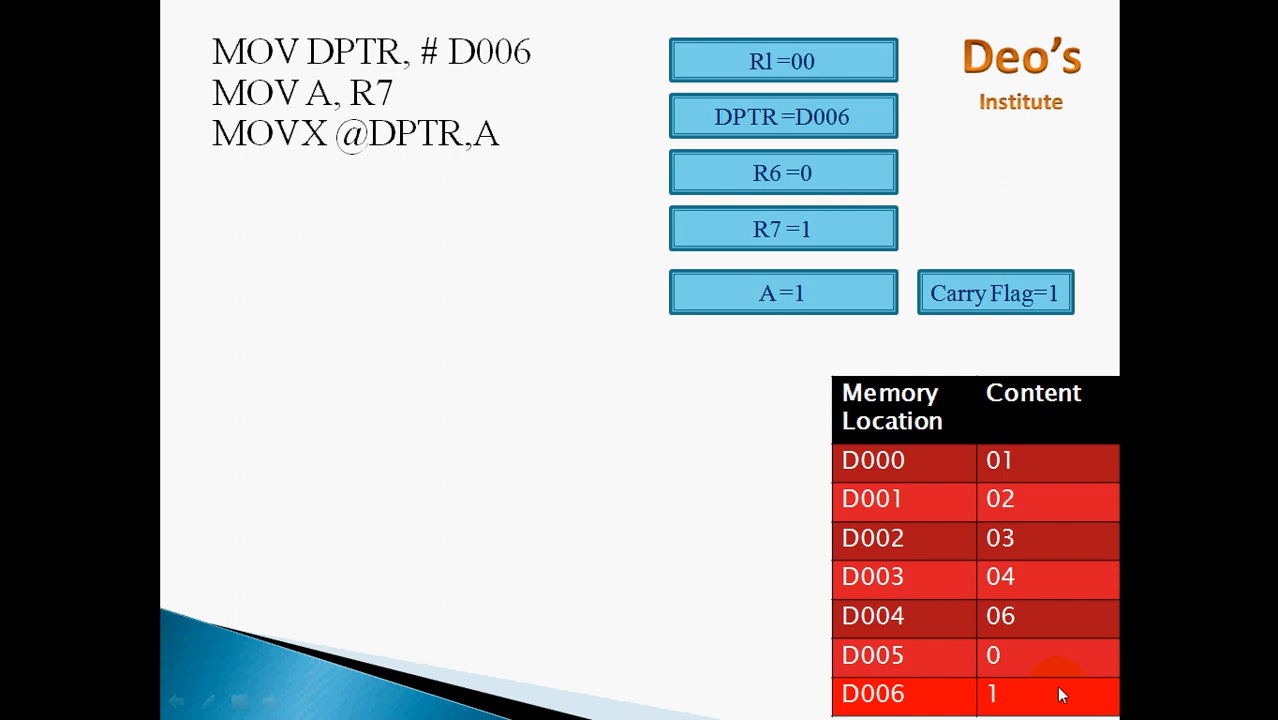 MOV DPTR, # D006
MOV A, R7
MOVX @DPTR,A
Rl =00
DPTR =D006
R6 =0
R7 =1
A =1
Carry Flag=1
Deo's
Institute
Memory Location Content
D000 01
D001 02
D002 03
D003 04
D004 06
D005 0
D006 1